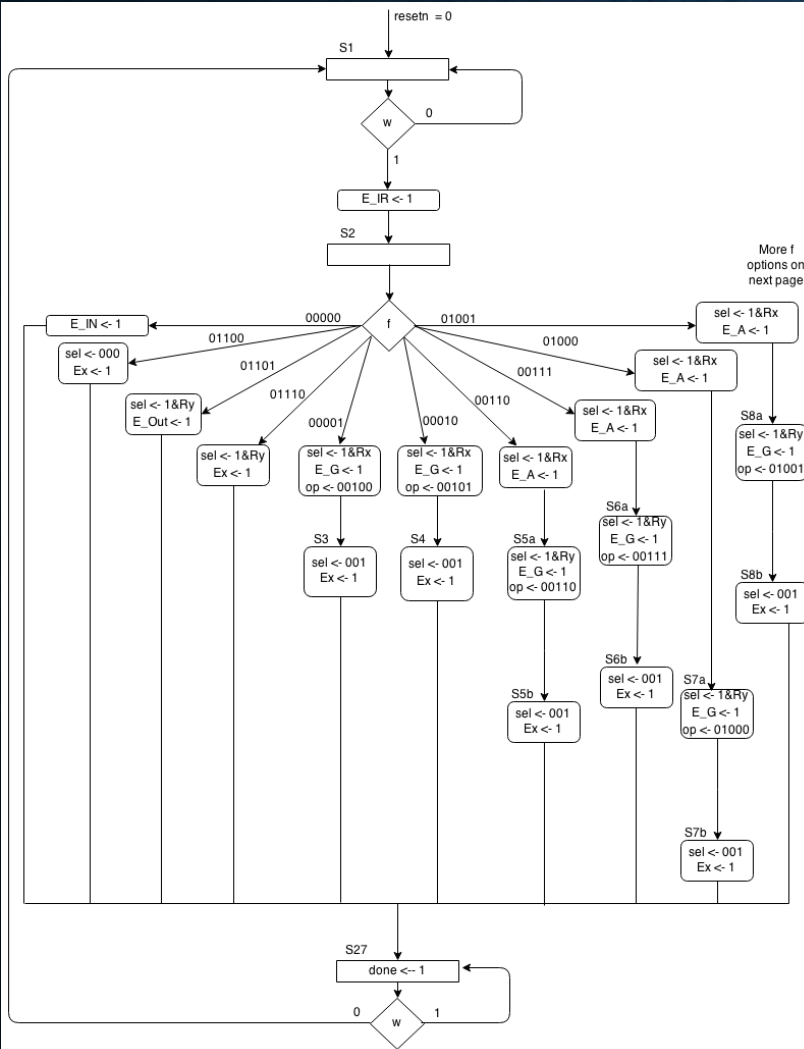 resetn = 0
S1
w
0
1
E_IR <- 1
S2
More f
options on
next page
f
00000
01001
E_IN <- 1
sel <- 1&Rx
E_A <- 1
01100
01000
sel <- 000
Ex <- 1
sel <- 1&Rx
E_A <- 1
01101
00111
sel <- 1&Ry
E_Out <- 1
01110
00110
sel <- 1&Rx
E_A <- 1
00001
00010
S8a
sel <- 1&Ry
E_G <- 1
op <- 01001
sel <- 1&Ry
Ex <- 1
sel <- 1&Rx
E_G <- 1
op <- 00100
sel <- 1&Rx
E_G <- 1
op <- 00101
sel <- 1&Rx
E_A <- 1
S6a
sel <- 1&Ry
E_G <- 1
op <- 00111
S3
sel <- 001
Ex <- 1
S4
sel <- 001
Ex <- 1
S5a
sel <- 1&Ry
E_G <- 1
op <- 00110
S8b
sel <- 001
Ex <- 1
S6b
sel <- 001
Ex <- 1
S5b
sel <- 001
Ex <- 1
S7a
sel <- 1&Ry
E_G <- 1
op <- 01000
S7b
sel <- 001
Ex <- 1
S27
done <-- 1
0
w
1